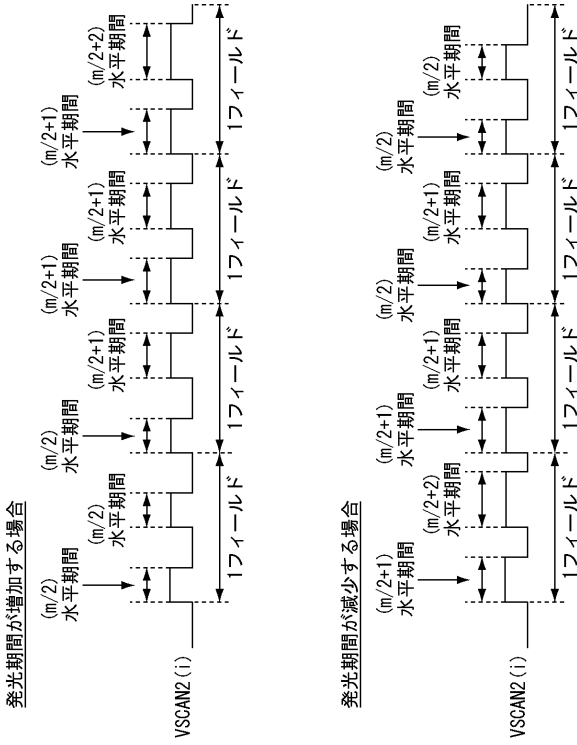 発光期間が増加する場合
(m/2)
水平期間
(m/2)
水平期間
(m/2)
水平期間
(m/2+1)
水平期間
(m/2+1)
水平期間
(m/2+1)
水平期間
(m/2+1)
水平期間
(m/2+2)
水平期間
VSCAN2(i)
1フィールド
1フィールド
1フィールド
1フィールド
発光期間が減少する場合
(m/2+1)
水平期間
(m/2+2)
水平期間
(m/2+1)
水平期間
(m/2+1)
水平期間
(m/2)
水平期間
(m/2+1)
水平期間
(m/2)
水平期間
(m/2)
水平期間
VSCAN2(i)
1フィールド
1フィールド
1フィールド
1フィールド